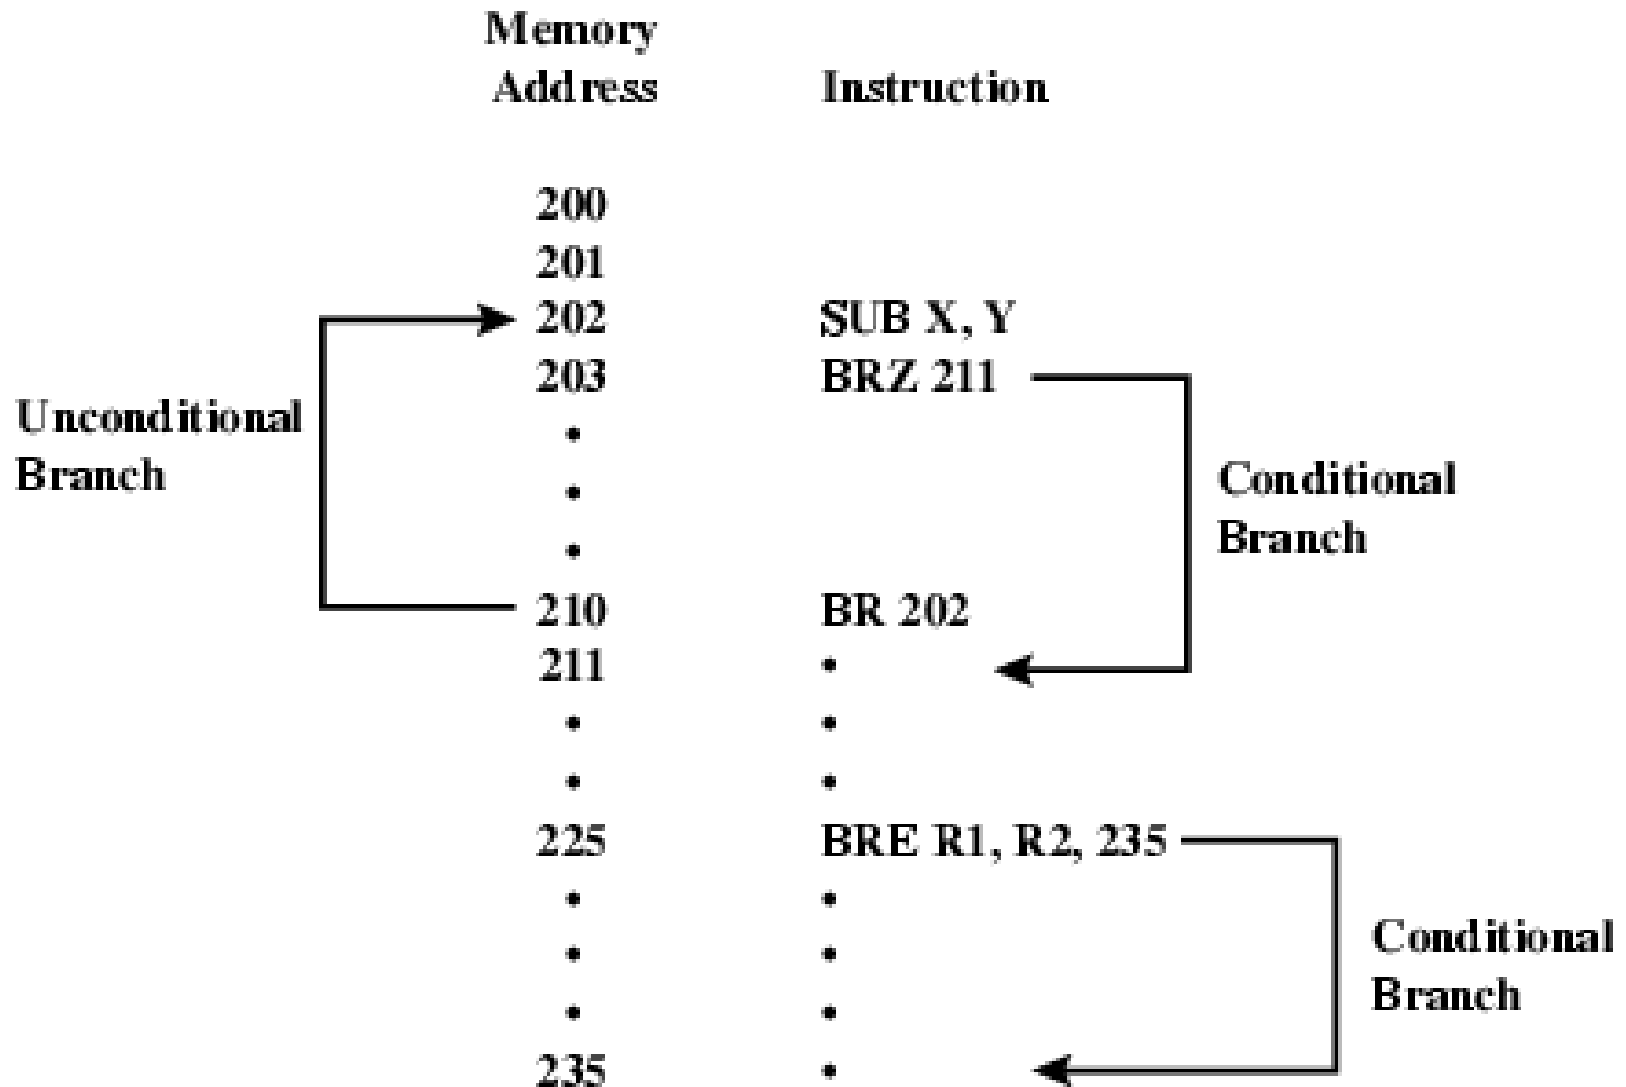 Memory
Address Instruction
200
201
202 SUB X, Y
203 BRZ 211
Unconditional
Branch
Conditional
Branch
210 BR 202
211
225 BRE R1, R2, 235
Conditional
Branch
235